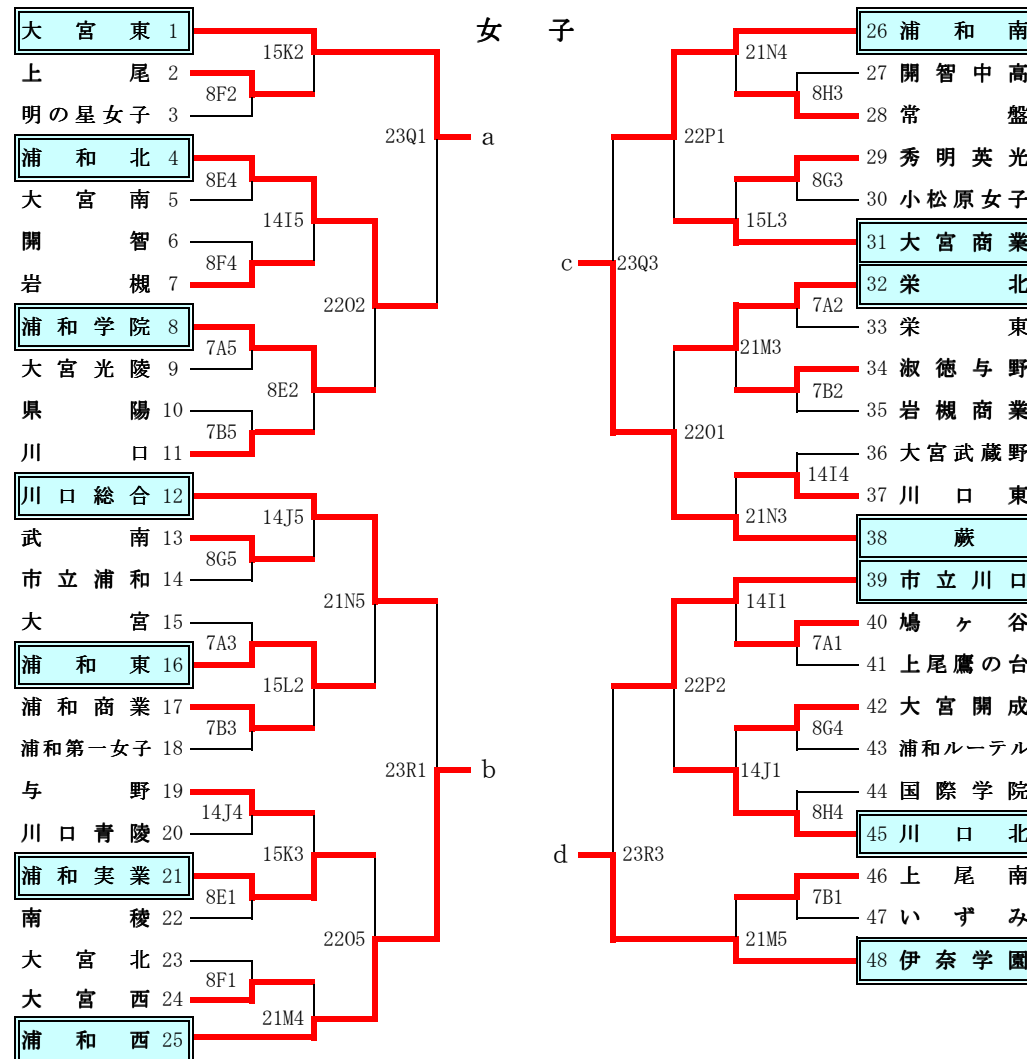 女 子
大 宮 東 1
上 尾 2
明の星女子 3
浦 和 北 4
大 宮 南 5
開 智 6
岩 槻 7
浦和学院 8
大宮光陵 9
県 陽 10
川 口 11
川口総合 12
武 南 13
市立浦和 14
大 宮 15
浦 和 東 16
浦和商業 17
浦和第一女子 18
与 野 19
川口青陵 20
浦和実業 21
南 稜 22
大 宮 北 23
大 宮 西 24
浦 和 西 25
15K2
8F2
23Q1
a
8E4
14I5
8F4
22O2
7A5
8E2
7B5
14J5
8G5
21N5
7A3
15L2
7B3
23R1
b
14J4
15K3
8E1
22O5
8F1
21M4
21N4
8H3
22P1
8G3
15L3
c
23Q3
7A2
21M3
7B2
22O1
14I4
21N3
14I1
7A1
22P2
8G4
14J1
8H4
d
23R3
7B1
21M5
26 浦 和 南
27 開智中高
28 常 盤
29 秀明英光
30 小松原女子
31 大宮商業
32 栄 北
33 栄 東
34 淑徳与野
35 岩槻商業
36 大宮武蔵野
37 川 口 東
38 蕨
39 市立川口
40 鳩 ヶ 谷
41 上尾鷹の台
42 大宮開成
43 浦和ルーテル
44 国際学院
45 川 口 北
46 上 尾 南
47 い ず み
48 伊奈学園